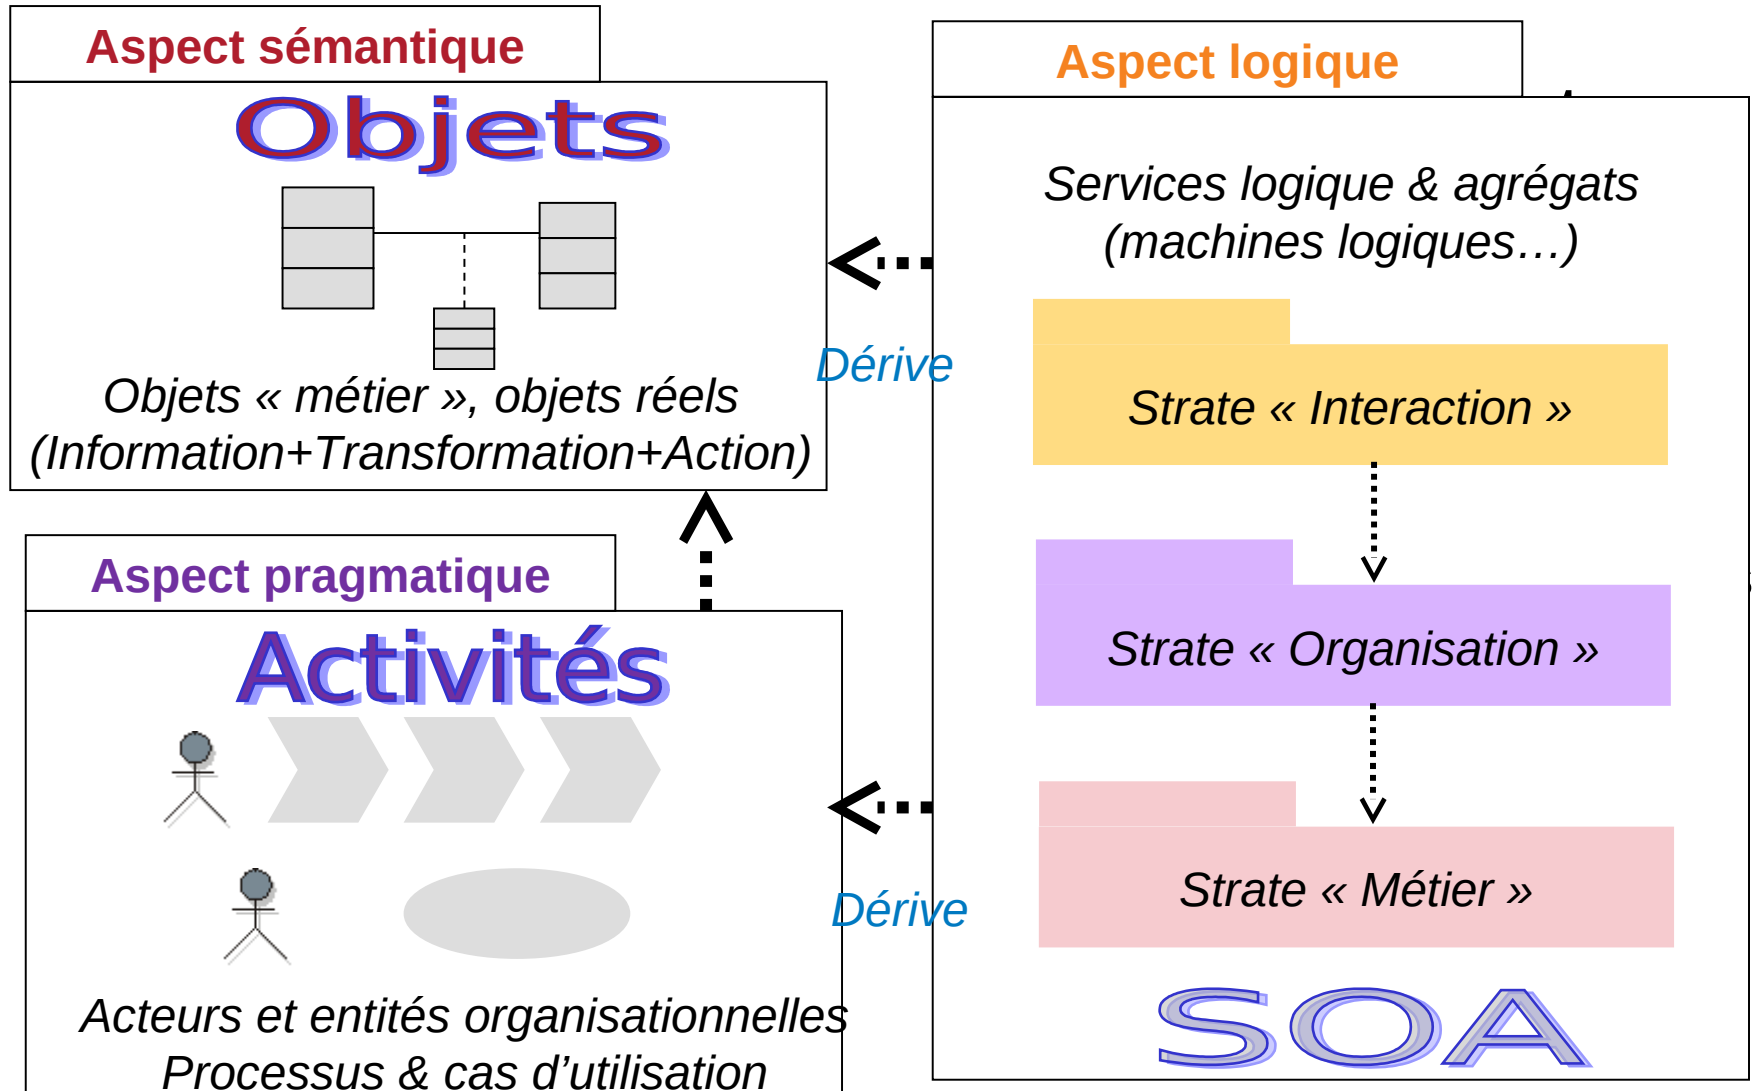 Aspect sémantique
Objets
Objets « métier », objets réels
(Information+Transformation+Action)
Dérive
Aspect pragmatique
Activités
Acteurs et entités organisationnelles
Processus & cas d’utilisation
Dérive
Aspect logique
Services logique & agrégats
(machines logiques…)
Strate « Interaction »
Strate « Organisation »
Strate « Métier »
SOA